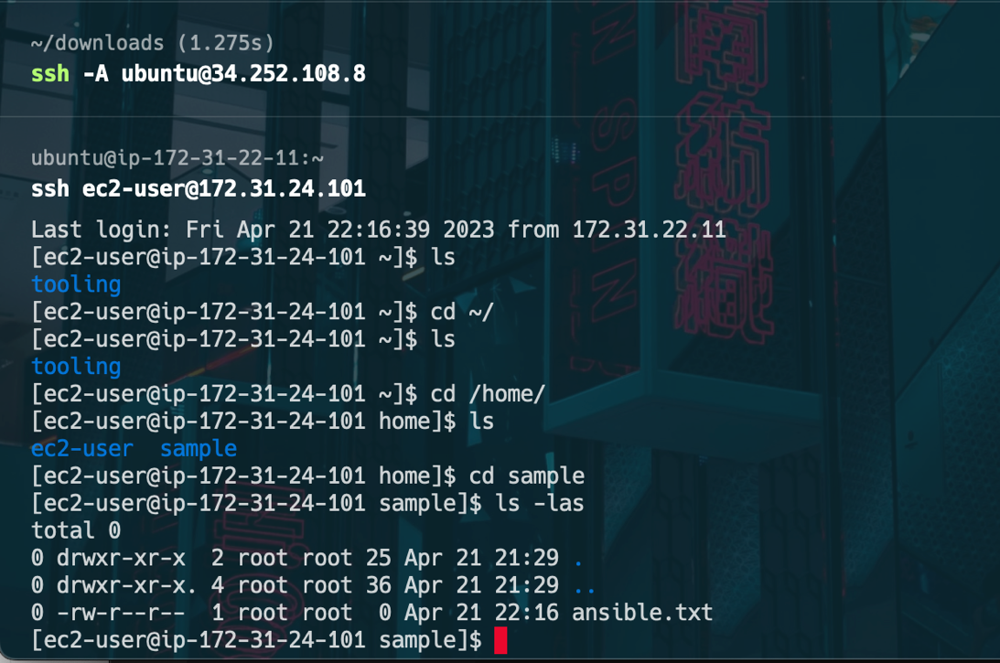 ~/downloads (1.275s)
ssh -A ubuntu@34.252.108.8
ubuntu@ip-172-31-22-11:~
ssh ec2-user@172.31.24.101
Last login: Fri Apr 21 22:16:39 2023 from 172.31.22.11
[ec2-user@ip-172-31-24-101 ~]$ ls
tooling
[ec2-user@ip-172-31-24-101 ~]$ cd ~/
[ec2-user@ip-172-31-24-101 ~]$ ls
tooling
[ec2-user@ip-172-31-24-101 ~]$ cd /home/
[ec2-user@ip-172-31-24-101 home]$ ls
ec2-user  sample
[ec2-user@ip-172-31-24-101 home]$ cd sample
[ec2-user@ip-172-31-24-101 sample]$ ls -las
total 0
0 drwxr-xr-x  2 root root 25 Apr 21 21:29 .
0 drwxr-xr-x. 4 root root 36 Apr 21 21:29 ..
0 -rw-r--r--  1 root root  0 Apr 21 22:16 ansible.txt
[ec2-user@ip-172-31-24-101 sample]$